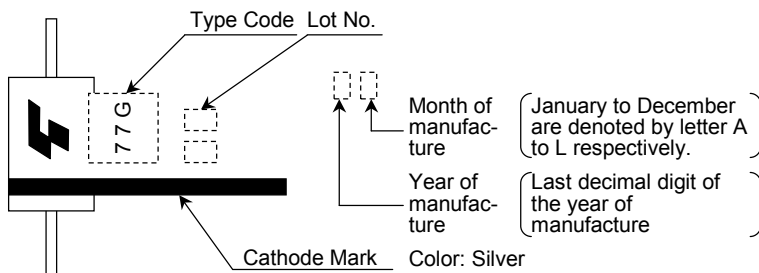 Type Code
Lot No.
77G
Month of
manufac-
ture
January to December
are denoted by letter A
to L respectively.
Year of
manufac-
ture
Last decimal digit of
the year of
manufacture
Cathode Mark
Color: Silver